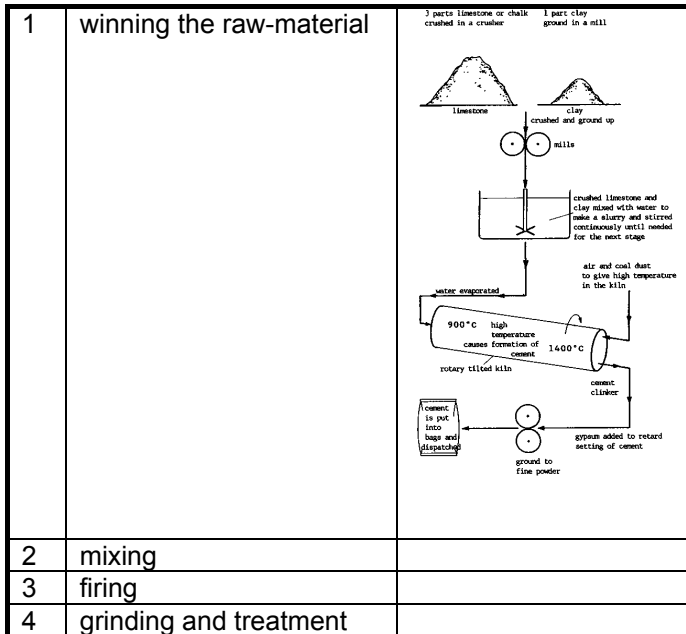 1 winning the raw-material
3 parts limestone or chalk
crushed in a crusher
1 part clay
ground in a mill
limestone
clay
crushed and ground up
mills
crushed limestone and
clay mixed with water to
make a slurry and stirred
continuously until needed
for the next stage
air and coal dust
to give high temperature
in the kiln
water evaporated
900°C
high
temperature
causes formation of
cement
1400°C
rotary tilted kiln
cement
clinker
cement
is put
into
bags and
dispatched
gypsum added to retard
setting of cement
ground to
fine powder
2 mixing
3 firing
4 grinding and treatment